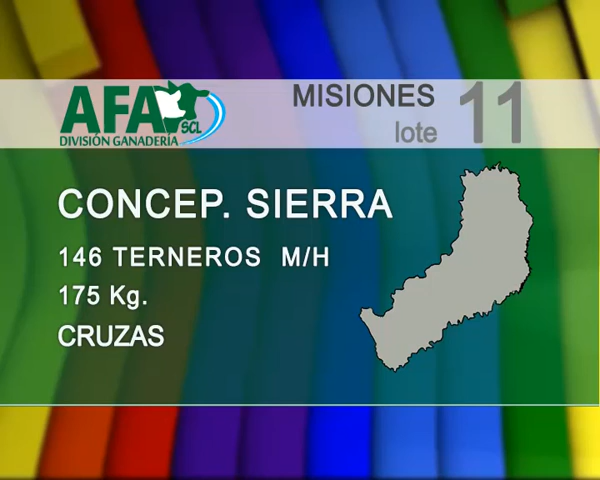 AFA SCL
DIVISIÓN GANADERÍA
MISIONES
lote 11
CONCEP. SIERRA
146 TERNEROS M/H
175 Kg.
CRUZAS